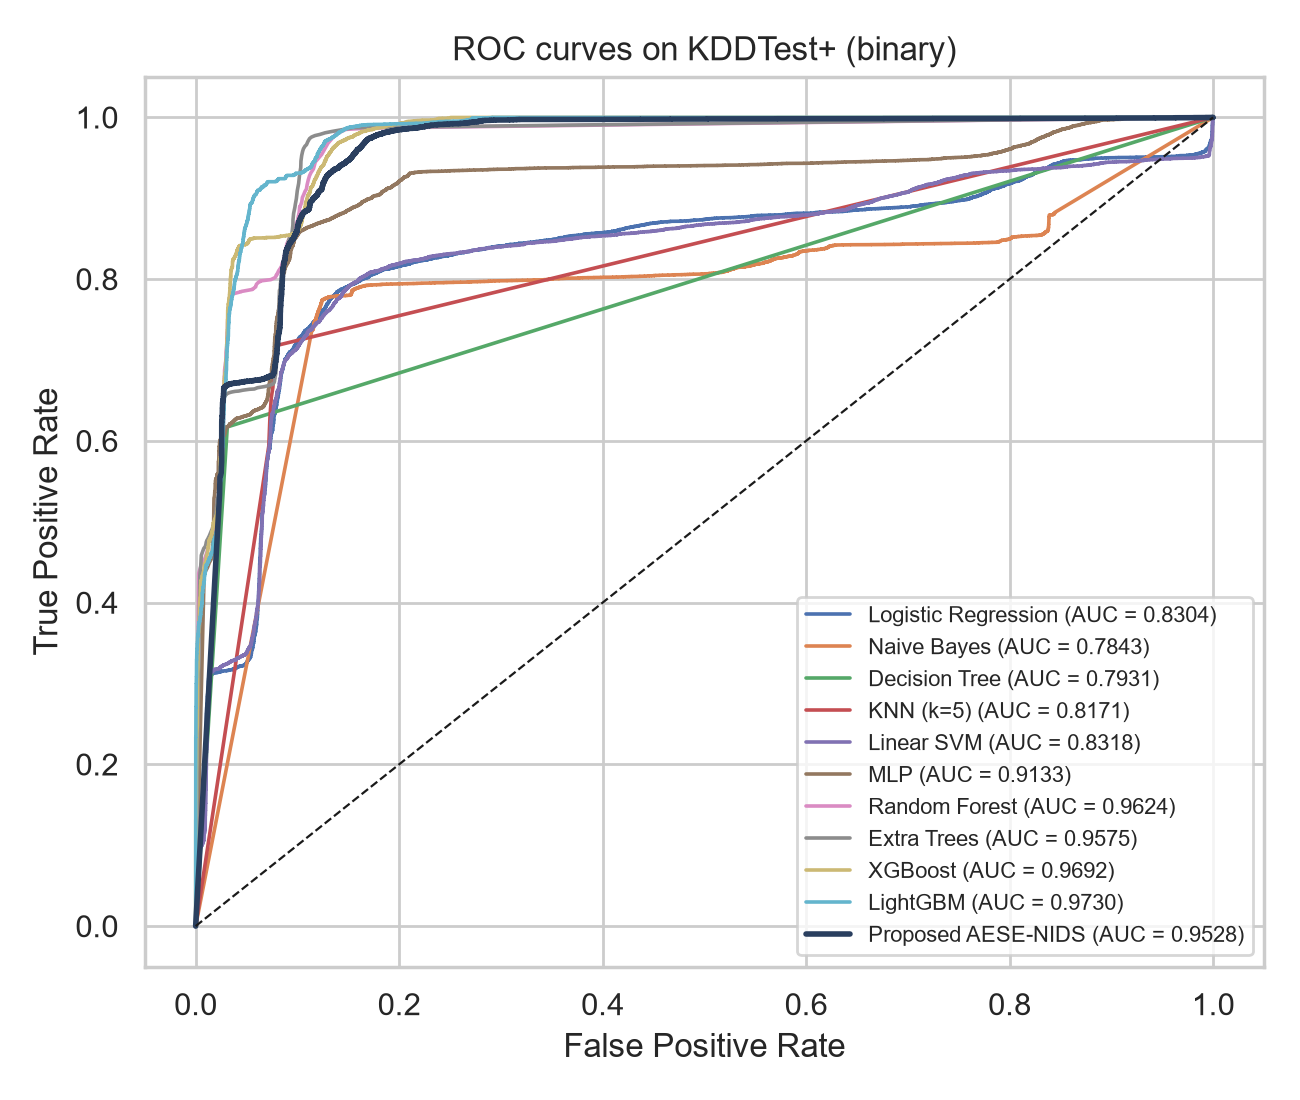 ROC curves on KDDTest+ (binary)
1.0
0.8
0.6
0.4
0.2
0.0
True Positive Rate
Logistic Regression (AUC = 0.8304)
Naive Bayes (AUC = 0.7843)
Decision Tree (AUC = 0.7931)
KNN (k=5) (AUC = 0.8171)
Linear SVM (AUC = 0.8318)
MLP (AUC = 0.9133)
Random Forest (AUC = 0.9624)
Extra Trees (AUC = 0.9575)
XGBoost (AUC = 0.9692)
LightGBM (AUC = 0.9730)
Proposed AESE-NIDS (AUC = 0.9528)
0.0 0.2 0.4 0.6 0.8 1.0
False Positive Rate